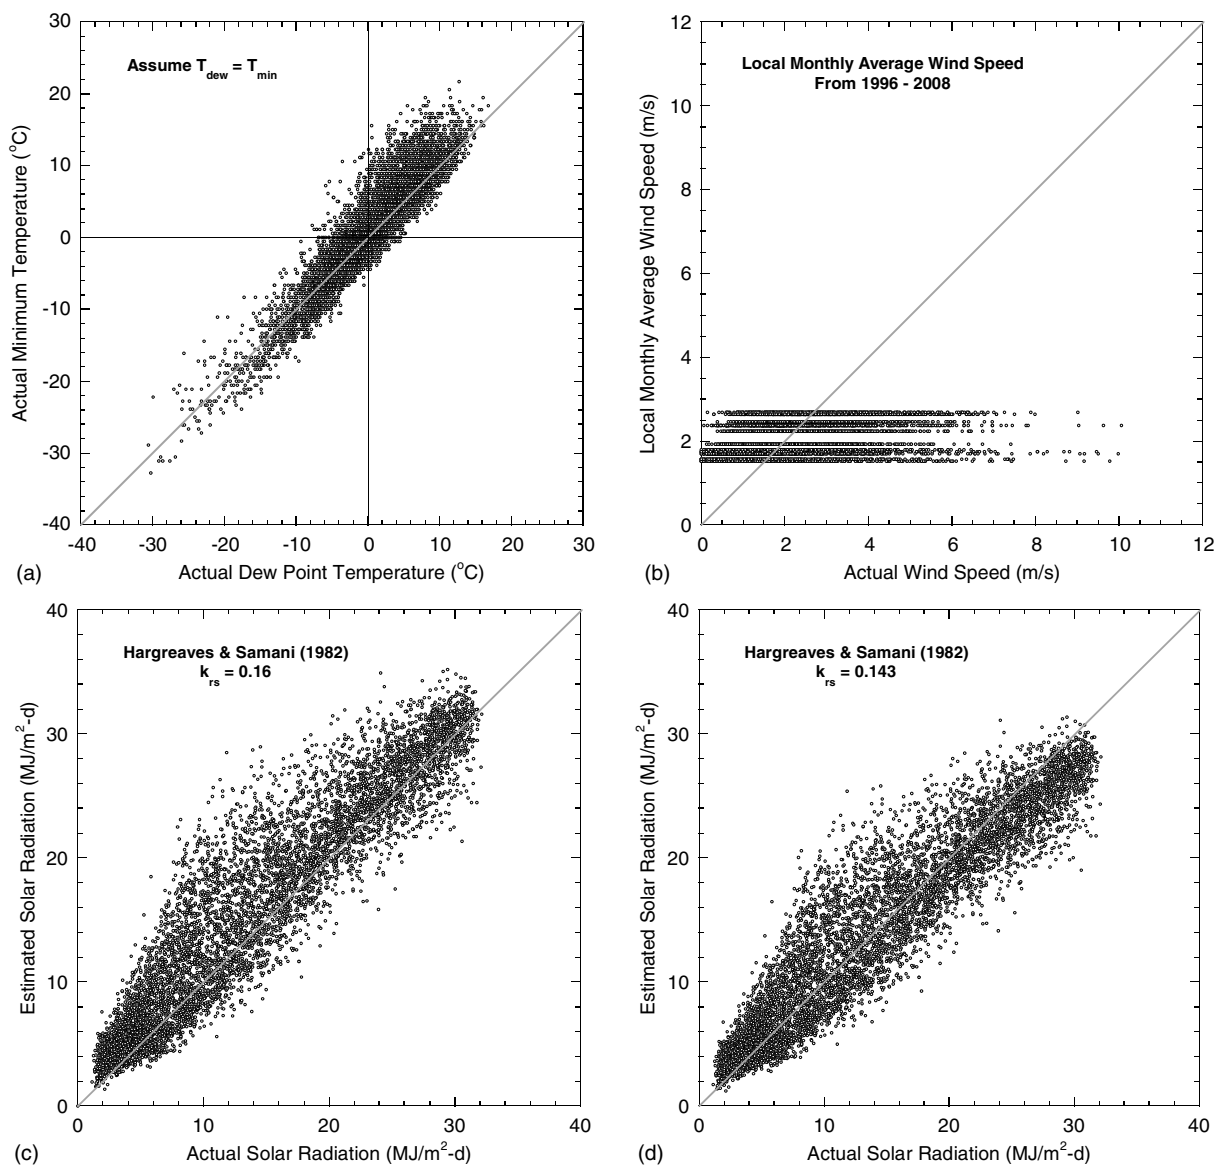 30
20
10
0
-10
-20
-30
-40
Actual Minimum Temperature (°C)
Assume Tdew = Tmin
-40 -30 -20 -10 0 10 20 30
(a) Actual Dew Point Temperature (°C)
12
10
8
6
4
2
0
Local Monthly Average Wind Speed (m/s)
Local Monthly Average Wind Speed
From 1996 - 2008
0 2 4 6 8 10 12
(b) Actual Wind Speed (m/s)
40
30
20
10
0
Estimated Solar Radiation (MJ/m²-d)
Hargreaves & Samani (1982)
krs = 0.16
0 10 20 30 40
(c) Actual Solar Radiation (MJ/m²-d)
40
30
20
10
0
Estimated Solar Radiation (MJ/m²-d)
Hargreaves & Samani (1982)
krs = 0.143
0 10 20 30 40
(d) Actual Solar Radiation (MJ/m²-d)